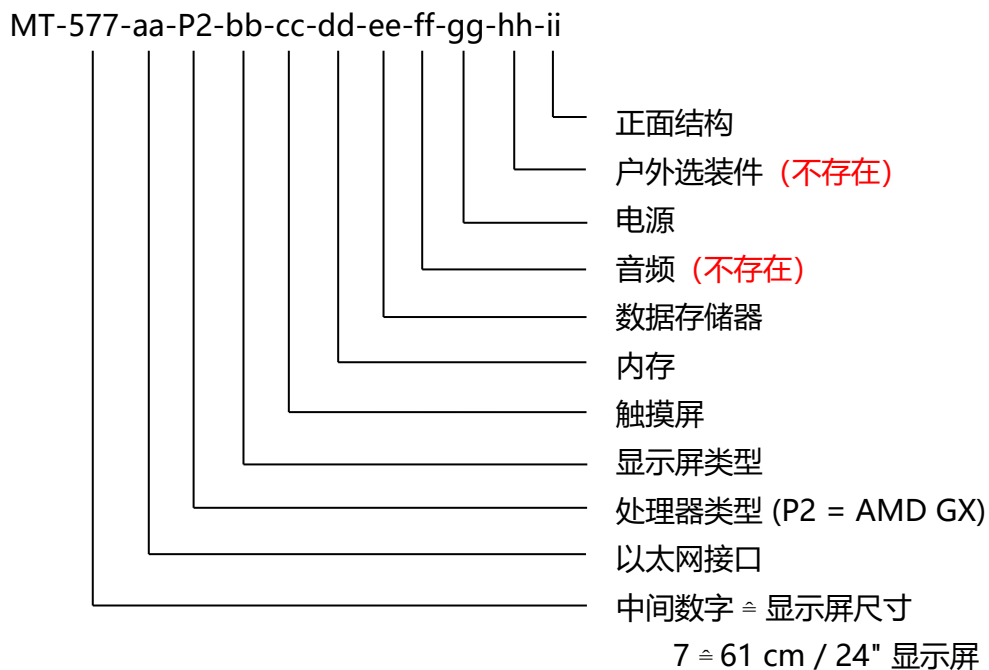 MT-577-aa-P2-bb-cc-dd-ee-ff-gg-hh-ii
正面结构
户外选装件（不存在）
电源
音频（不存在）
数据存储器
内存
触摸屏
显示屏类型
处理器类型 (P2 = AMD GX)
以太网接口
中间数字 ≙ 显示屏尺寸
7 ≙ 61 cm / 24" 显示屏